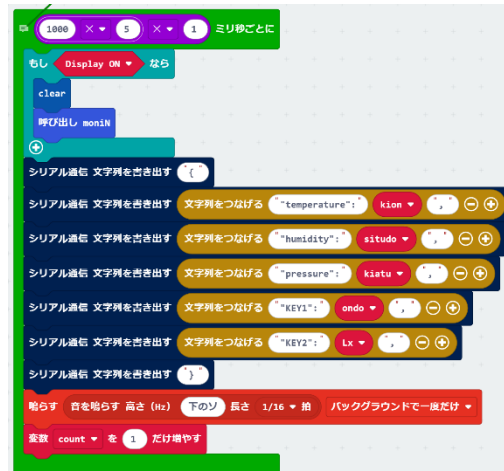 1000 × 5 × 1 ミリ秒ごとに
もし Display ON なら
clear
呼び出し moniN
シリアル通信 文字列を書き出す "{"
シリアル通信 文字列を書き出す 文字列をつなげる ""temperature":" kion ","
シリアル通信 文字列を書き出す 文字列をつなげる ""humidity":" situdo ","
シリアル通信 文字列を書き出す 文字列をつなげる ""pressure":" kiatu ","
シリアル通信 文字列を書き出す 文字列をつなげる ""KEY1":" ondo ","
シリアル通信 文字列を書き出す 文字列をつなげる ""KEY2":" Lx ","
シリアル通信 文字列を書き出す "}"
鳴らす 音を鳴らす 高さ (Hz) 下のソ 長さ 1/16 拍 バックグラウンドで一度だけ
変数 count を 1 だけ増やす